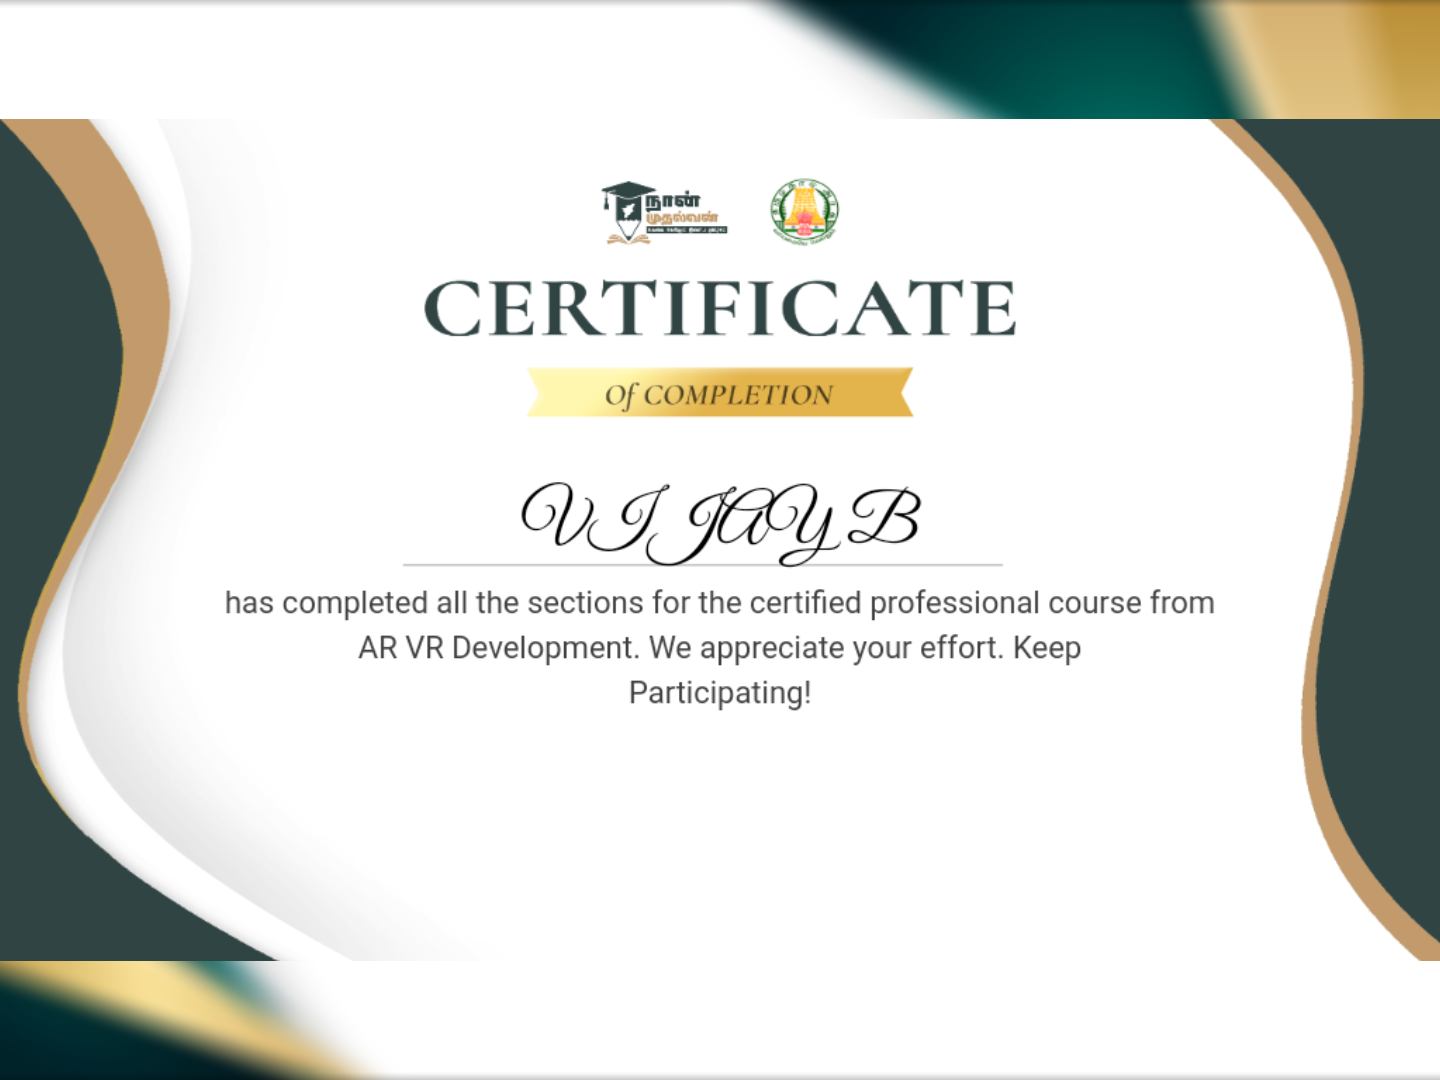 நான்
முதல்வன்
CERTIFICATE
Of COMPLETION
VIJAY B
has completed all the sections for the certified professional course from
AR VR Development. We appreciate your effort. Keep
Participating!